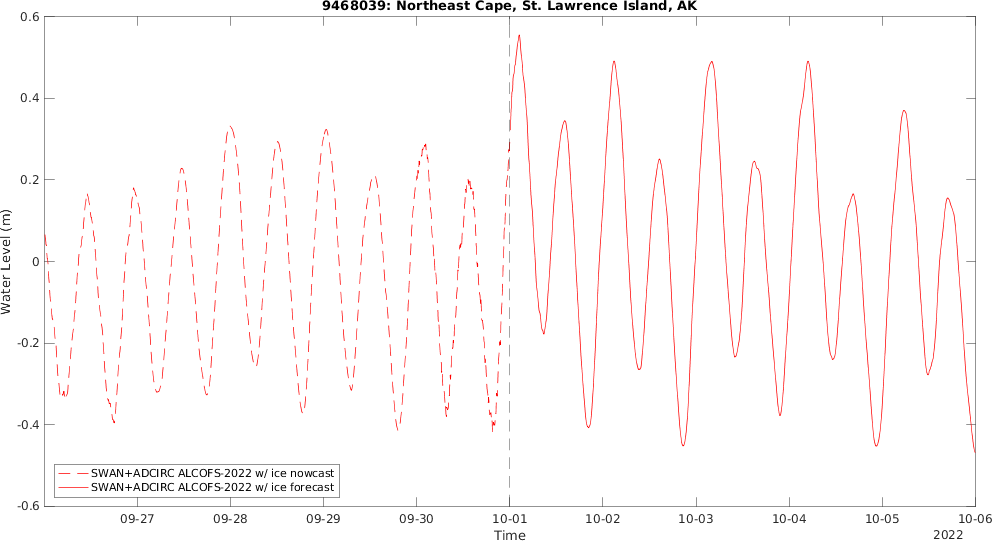 9468039: Northeast Cape, St. Lawrence Island, AK
0.6
0.4
0.2
0
-0.2
-0.4
-0.6
Water Level (m)
SWAN+ADCIRC ALCOFS-2022 w/ ice nowcast
SWAN+ADCIRC ALCOFS-2022 w/ ice forecast
09-27 09-28 09-29 09-30 10-01 10-02 10-03 10-04 10-05 10-06
Time
2022